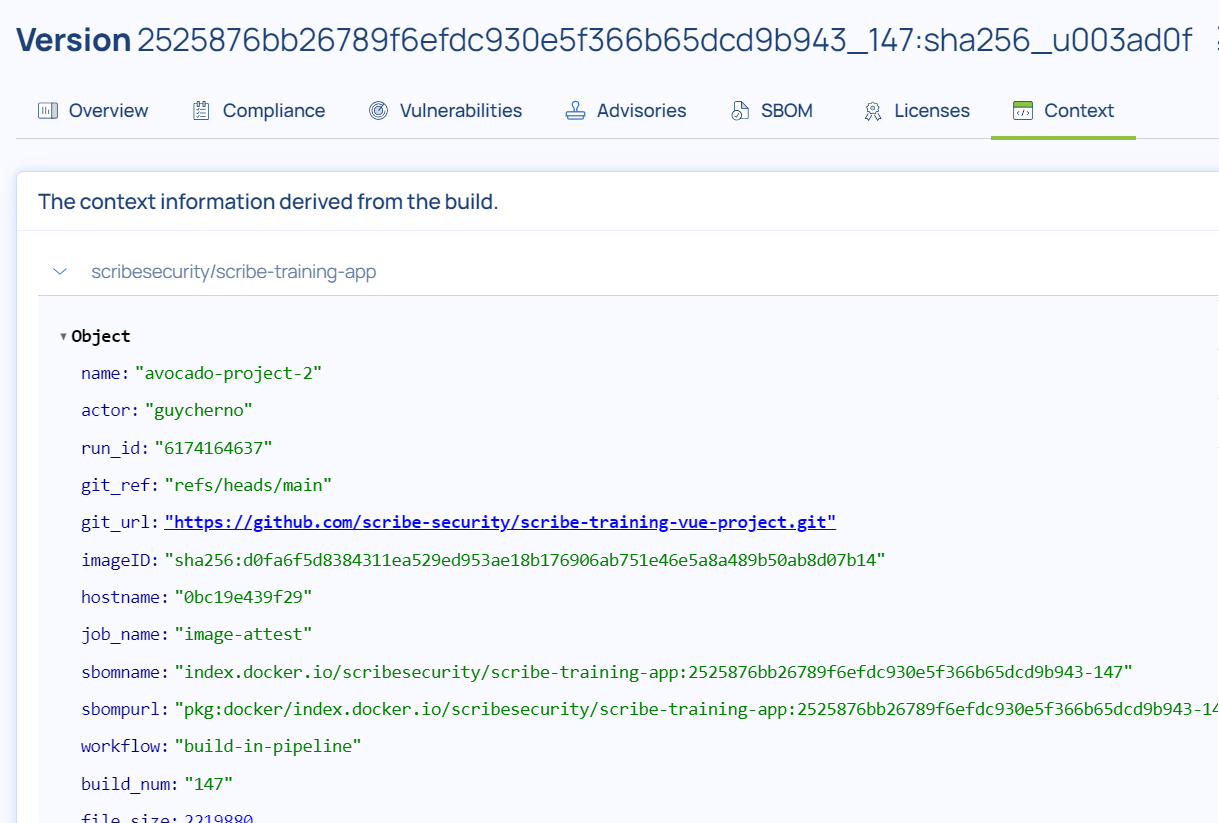 Version 2525876bb26789f6efdc930e5f366b65dcd9b943_147:sha256_u003ad0f
Overview Compliance Vulnerabilities Advisories SBOM Licenses Context
The context information derived from the build.
scribesecurity/scribe-training-app
Object
name: "avocado-project-2"
actor: "guycherno"
run_id: "6174164637"
git_ref: "refs/heads/main"
git_url: "https://github.com/scribe-security/scribe-training-vue-project.git"
imageID: "sha256:d0fa6f5d8384311ea529ed953ae18b176906ab751e46e5a8a489b50ab8d07b14"
hostname: "0bc19e439f29"
job_name: "image-attest"
sbomname: "index.docker.io/scribesecurity/scribe-training-app:2525876bb26789f6efdc930e5f366b65dcd9b943-147"
sbompurl: "pkg:docker/index.docker.io/scribesecurity/scribe-training-app:2525876bb26789f6efdc930e5f366b65dcd9b943-14
workflow: "build-in-pipeline"
build_num: "147"
file_size: 2219880